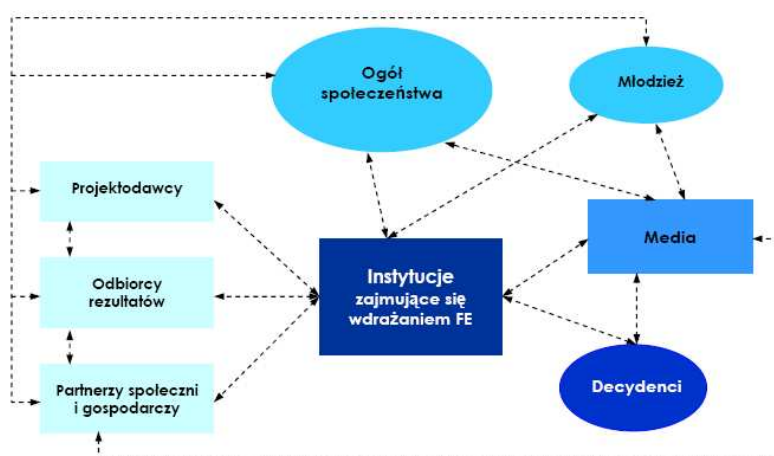 Ogół
społeczeństwa
Młodzież
Projektodawcy
Media
Odbiorcy
rezultatów
Instytucje
zajmujące się
wdrażaniem FE
Partnerzy społeczni
i gospodarczy
Decydenci